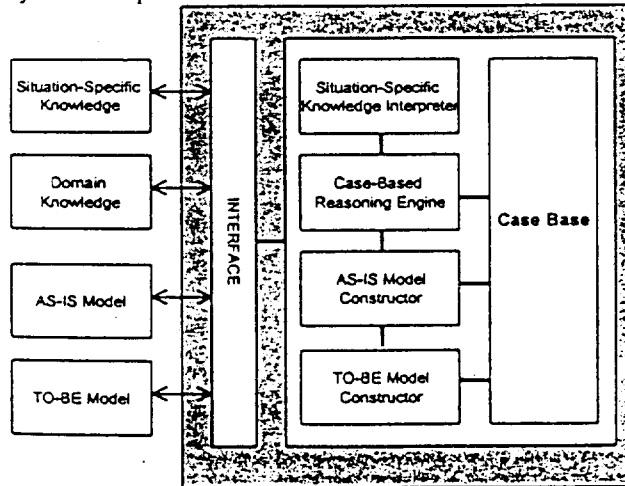 Situation-Specific
Knowledge
Domain
Knowledge
AS-IS Model
TO-BE Model
INTERFACE
Situation-Specific
Knowledge Interpreter
Case-Based
Reasoning Engine
AS-IS Model
Constructor
TO-BE Model
Constructor
Case Base